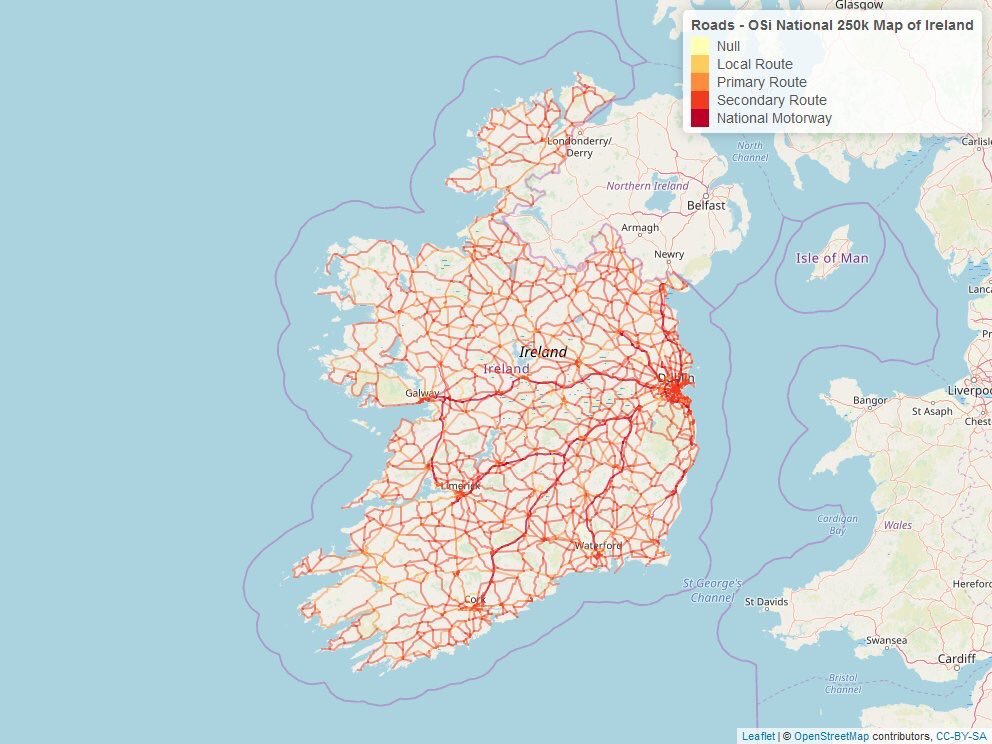 Glasgow
Roads - OSi National 250k Map of Ireland
Null
Local Route
Primary Route
Secondary Route
National Motorway
Londonderry/
Derry
North
Channel
Carlisle
Northern Ireland
Belfast
Armagh
Newry
Isle of Man
Lanca
Pr
Ireland
Ireland
Dublin
Galway
Liverpoo
Bangor
St Asaph
Chest
Limerick
Cardigan
Bay
Wales
Waterford
St George's
Channel
Hereford
Cork
St Davids
Swansea
Cardiff
Bristol
Channel
Leaflet | © OpenStreetMap contributors, CC-BY-SA